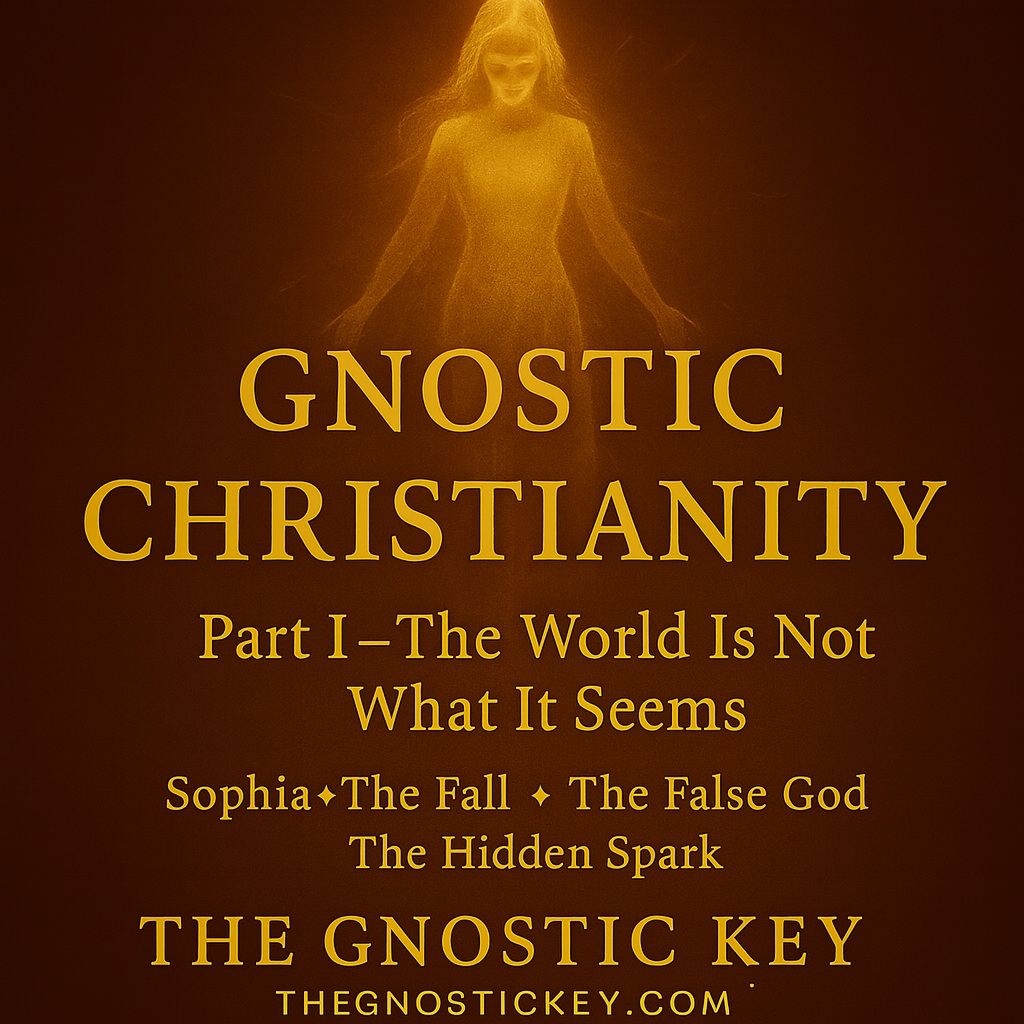 GNOSTIC
CHRISTIANITY
Part I–The World Is Not
What It Seems
Sophia✦The Fall ✦ The False God
The Hidden Spark
THE GNOSTIC KEY
THEGNOSTICKEY.COM